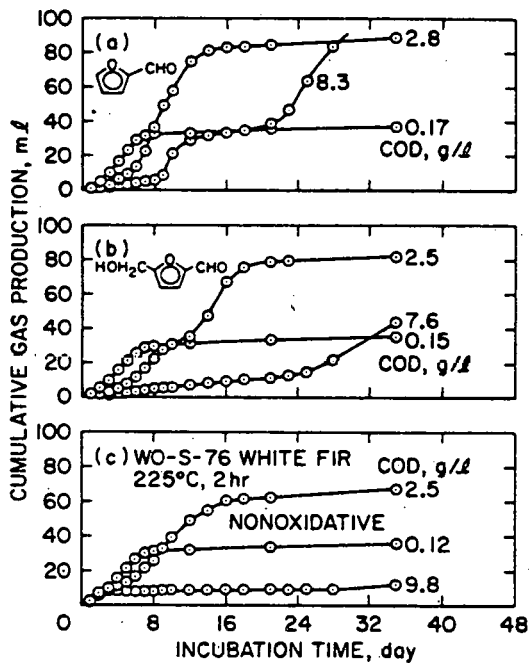 CUMULATIVE GAS PRODUCTION, mℓ
100
80
60
40
20
0
(a)
O
CHO
2.8
8.3
0.17
COD, g/ℓ
100
80
60
40
20
0
(b)
HOH₂C
O
CHO
2.5
7.6
0.15
COD, g/ℓ
100
80
60
40
20
0
(c) WO-S-76 WHITE FIR
225°C, 2hr
NONOXIDATIVE
COD, g/ℓ
2.5
0.12
9.8
0 8 16 24 32 40 48
INCUBATION TIME, day